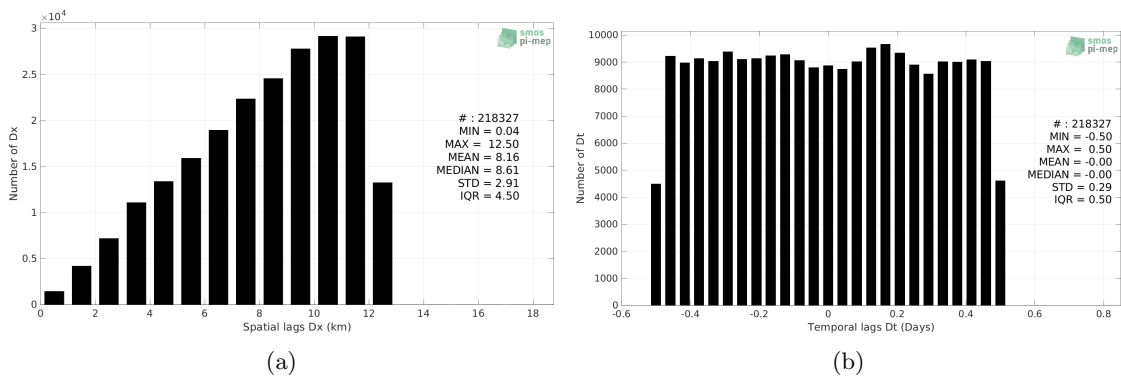 ×10⁴
3
2.5
2
1.5
1
0.5
0
Number of Dx
0 2 4 6 8 10 12 14 16 18
Spatial lags Dx (km)
smos
pi-mep
# : 218327
MIN = 0.04
MAX = 12.50
MEAN = 8.16
MEDIAN = 8.61
STD = 2.91
IQR = 4.50
(a)
10000
9000
8000
7000
6000
5000
4000
3000
2000
1000
0
Number of Dt
-0.6 -0.4 -0.2 0 0.2 0.4 0.6 0.8
Temporal lags Dt (Days)
smos
pi-mep
# : 218327
MIN = -0.50
MAX = 0.50
MEAN = -0.00
MEDIAN = -0.00
STD = 0.29
IQR = 0.50
(b)